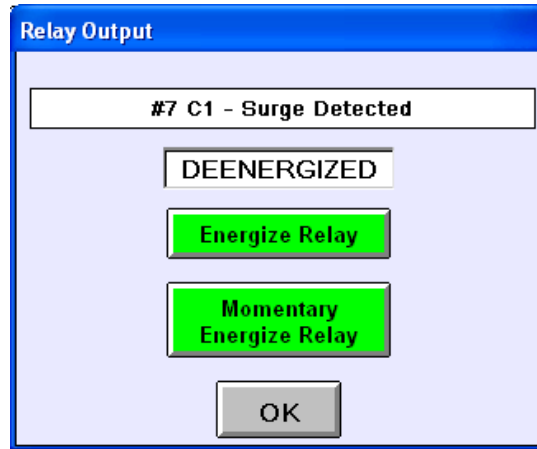 Relay Output
#7 C1 - Surge Detected
DEENERGIZED
Energize Relay
Momentary
Energize Relay
OK